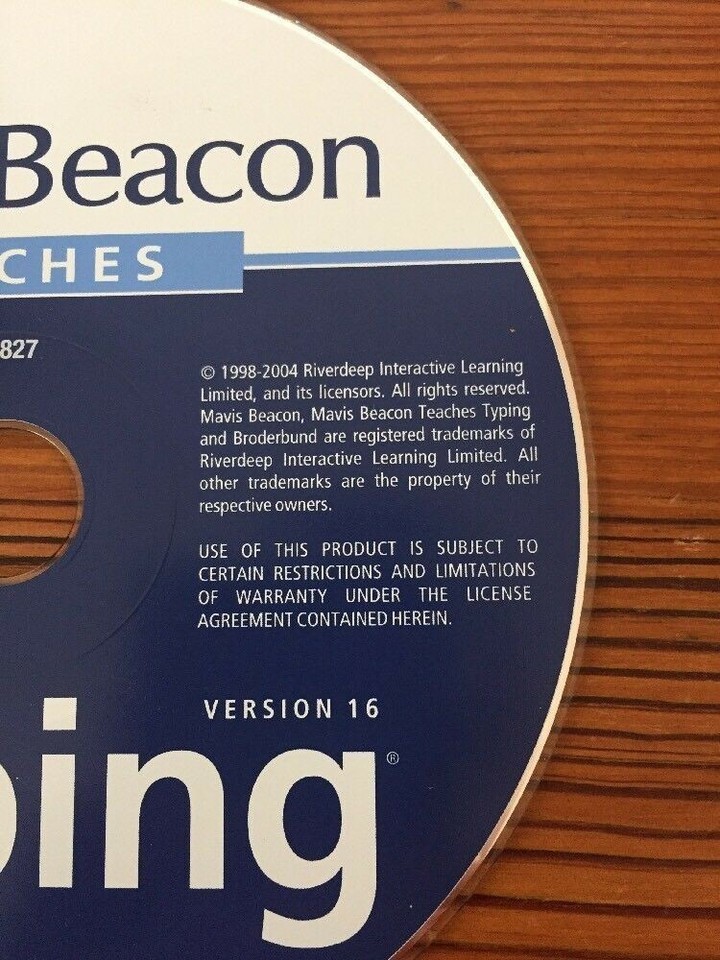 Beacon
CHES
827
© 1998-2004 Riverdeep Interactive Learning
Limited, and its licensors. All rights reserved.
Mavis Beacon, Mavis Beacon Teaches Typing
and Broderbund are registered trademarks of
Riverdeep Interactive Learning Limited. All
other trademarks are the property of their
respective owners.
USE OF THIS PRODUCT IS SUBJECT TO
CERTAIN RESTRICTIONS AND LIMITATIONS
OF WARRANTY UNDER THE LICENSE
AGREEMENT CONTAINED HEREIN.
VERSION 16
ping®